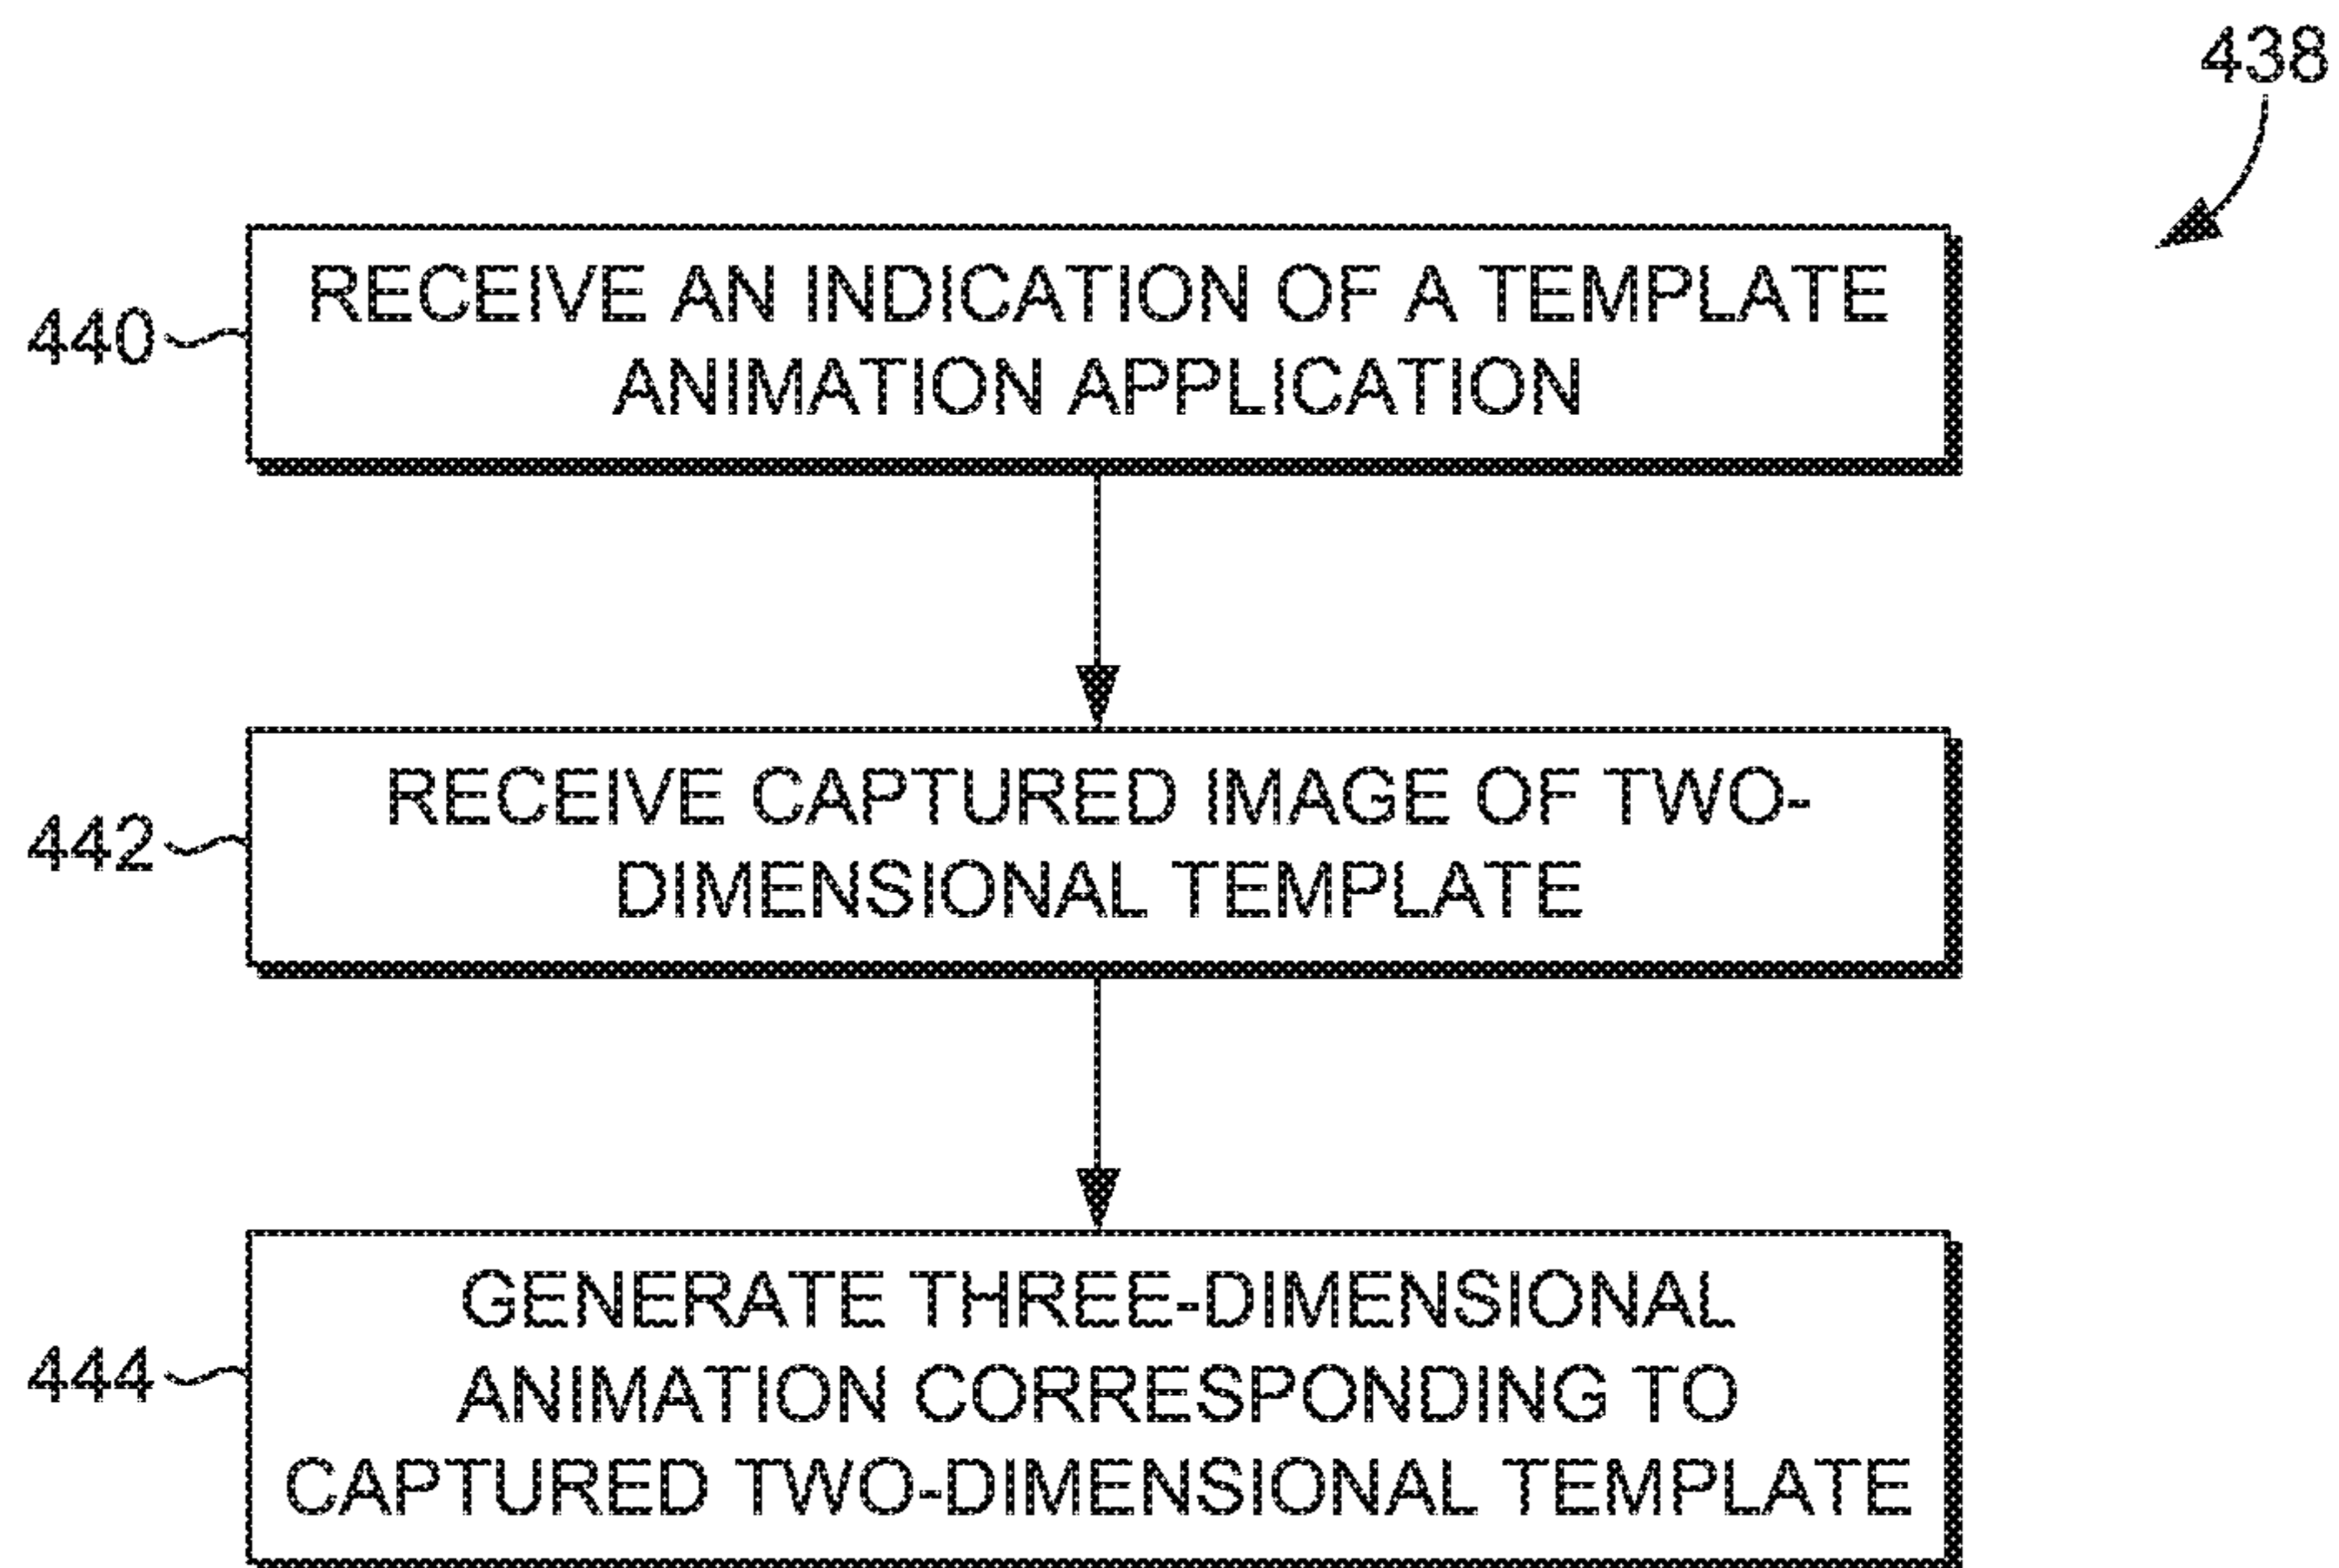 438
440
RECEIVE AN INDICATION OF A TEMPLATE
ANIMATION APPLICATION
442
RECEIVE CAPTURED IMAGE OF TWO-
DIMENSIONAL TEMPLATE
444
GENERATE THREE-DIMENSIONAL
ANIMATION CORRESPONDING TO
CAPTURED TWO-DIMENSIONAL TEMPLATE